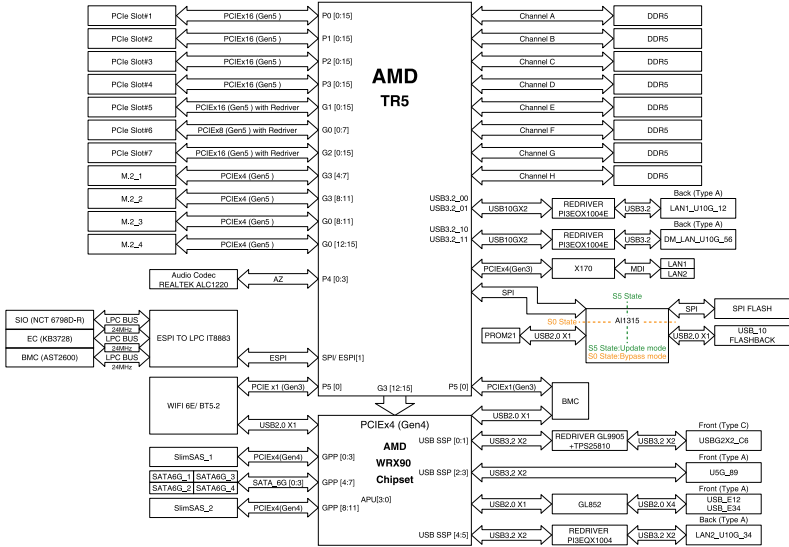 PCIe Slot#1 PCIEx16 (Gen5 ) P0 [0:15]
PCIe Slot#2 PCIEx16 (Gen5 ) P1 [0:15]
PCIe Slot#3 PCIEx16 (Gen5 ) P2 [0:15]
PCIe Slot#4 PCIEx16 (Gen5 ) P3 [0:15]
PCIe Slot#5 PCIEx16 (Gen5 ) with Redriver G1 [0:15]
PCIe Slot#6 PCIEx8 (Gen5 ) with Redriver G0 [0:7]
PCIe Slot#7 PCIEx16 (Gen5 ) with Redriver G2 [0:15]
M.2_1 PCIEx4 (Gen5 ) G3 [4:7]
M.2_2 PCIEx4 (Gen5 ) G3 [8:11]
M.2_3 PCIEx4 (Gen5 ) G0 [8:11]
M.2_4 PCIEx4 (Gen5 ) G0 [12:15]
AMD
TR5
Channel A DDR5
Channel B DDR5
Channel C DDR5
Channel D DDR5
Channel E DDR5
Channel F DDR5
Channel G DDR5
Channel H DDR5
Back (Type A)
USB3.2_00
USB3.2_01
USB10GX2
REDRIVER
PI3EOX1004E
USB3.2
LAN1_U10G_12
Back (Type A)
USB3.2_10
USB3.2_11
USB10GX2
REDRIVER
PI3EOX1004E
USB3.2
DM_LAN_U10G_56
PCIEx4(Gen3) X170 MDI
LAN1
LAN2
Audio Codec
REALTEK ALC1220
AZ
P4 [0:3]
SPI
S5 State
S0 State
AI1315
SPI
SPI FLASH
PROM21
USB2.0 X1
USB2.0 X1
USB_10
FLASHBACK
S5 State:Update mode
S0 State:Bypass mode
SIO (NCT 6798D-R)
LPC BUS
24MHz
EC (KB3728)
LPC BUS
24MHz
BMC (AST2600)
LPC BUS
24MHz
ESPI TO LPC IT8883
ESPI
SPI/ ESPI[1]
WIFI 6E/ BT5.2
PCIE x1 (Gen3)
P5 [0]
USB2.0 X1
G3 [12:15]
P5 [0]
PCIEx1(Gen3)
BMC
USB2.0 X1
PCIEx4 (Gen4)
AMD
WRX90
Chipset
SlimSAS_1 PCIEx4(Gen4) GPP [0:3]
SATA6G_1 SATA6G_3
SATA6G_2 SATA6G_4
SATA_6G [0:3]
GPP [4:7]
APU[3:0]
SlimSAS_2 PCIEx4(Gen4) GPP [8:11]
Front (Type C)
USB SSP [0:1]
USB3.2 X2
REDRIVER GL9905
+TPS25810
USB3.2 X2
USBG2X2_C6
Front (Type A)
USB SSP [2:3]
USB3.2 X2
U5G_89
Front (Type A)
USB2.0 X1
GL852
USB2.0 X4
USB_E12
USB_E34
Back (Type A)
USB SSP [4:5]
USB3.2 X2
REDRIVER
PI3EQX1004
USB3.2 X2
LAN2_U10G_34